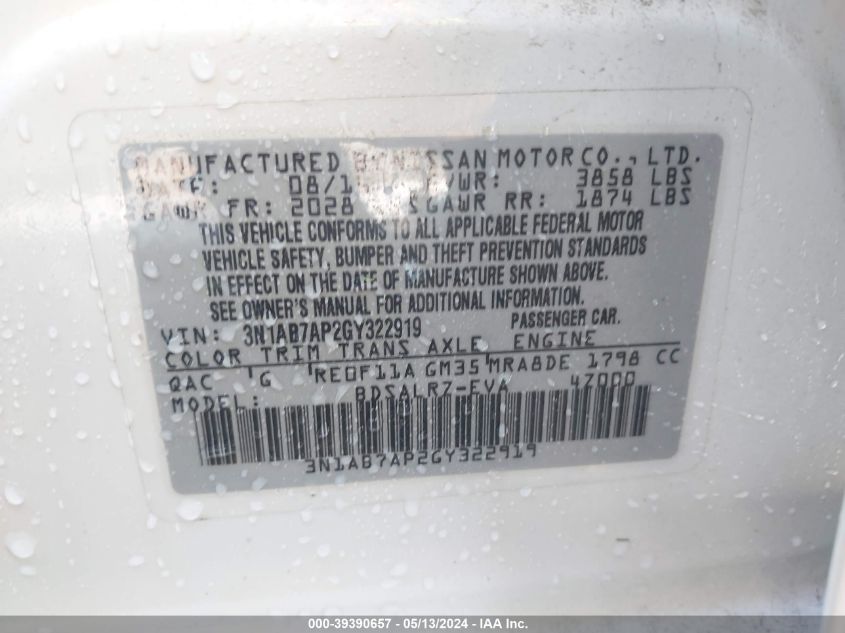 MANUFACTURED BY NISSAN MOTOR CO., LTD.
DATE: 08/1 3858 LBS
GAWR FR: 2028 GAWR RR: 1874 LBS
THIS VEHICLE CONFORMS TO ALL APPLICABLE FEDERAL MOTOR
VEHICLE SAFETY, BUMPER AND THEFT PREVENTION STANDARDS
IN EFFECT ON THE DATE OF MANUFACTURE SHOWN ABOVE.
SEE OWNER'S MANUAL FOR ADDITIONAL INFORMATION.
VIN: 3N1AB7AP2GY322919 PASSENGER CAR.
COLOR TRIM TRANS AXLE ENGINE
QAC G RE0F11A GM35 MRA8DE 1798 CC
MODEL: BDSALRZ-EVA 47000
3N1AB7AP2GY322919
000-39390657 - 05/13/2024 - IAA Inc.